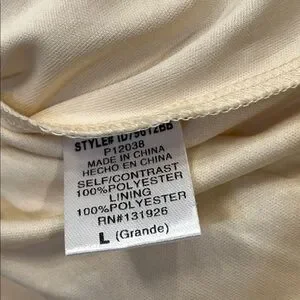 STYLE# ID79612BB
P12038
MADE IN CHINA
HECHO EN CHINA
SELF/CONTRAST
100%POLYESTER
LINING
100%POLYESTER
RN#131926
L (Grande)